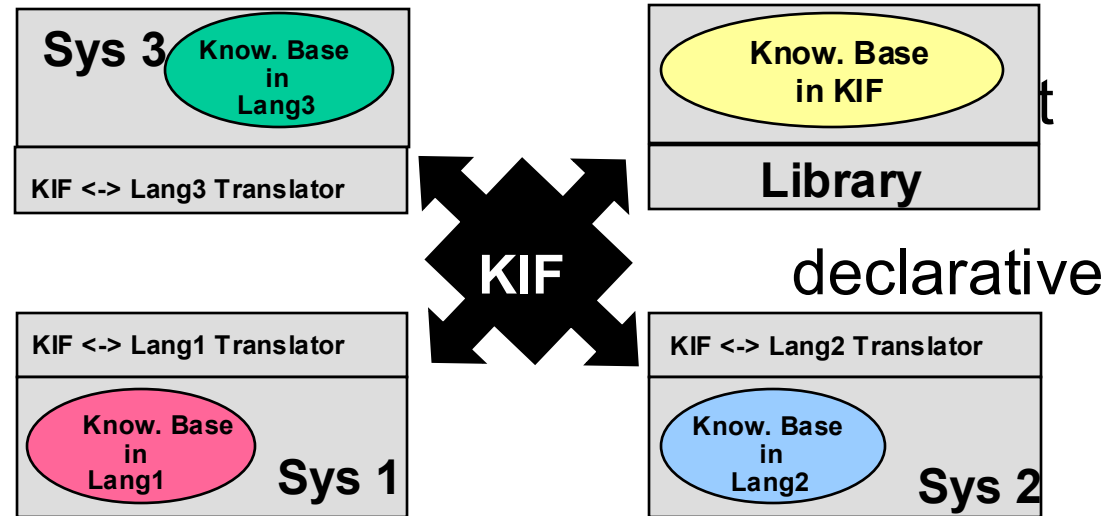 Sys 3
Know. Base
in
Lang3
KIF <-> Lang3 Translator
Know. Base
in KIF
t
Library
KIF
declarative
KIF <-> Lang1 Translator
Know. Base
in
Lang1
Sys 1
KIF <-> Lang2 Translator
Know. Base
in
Lang2
Sys 2